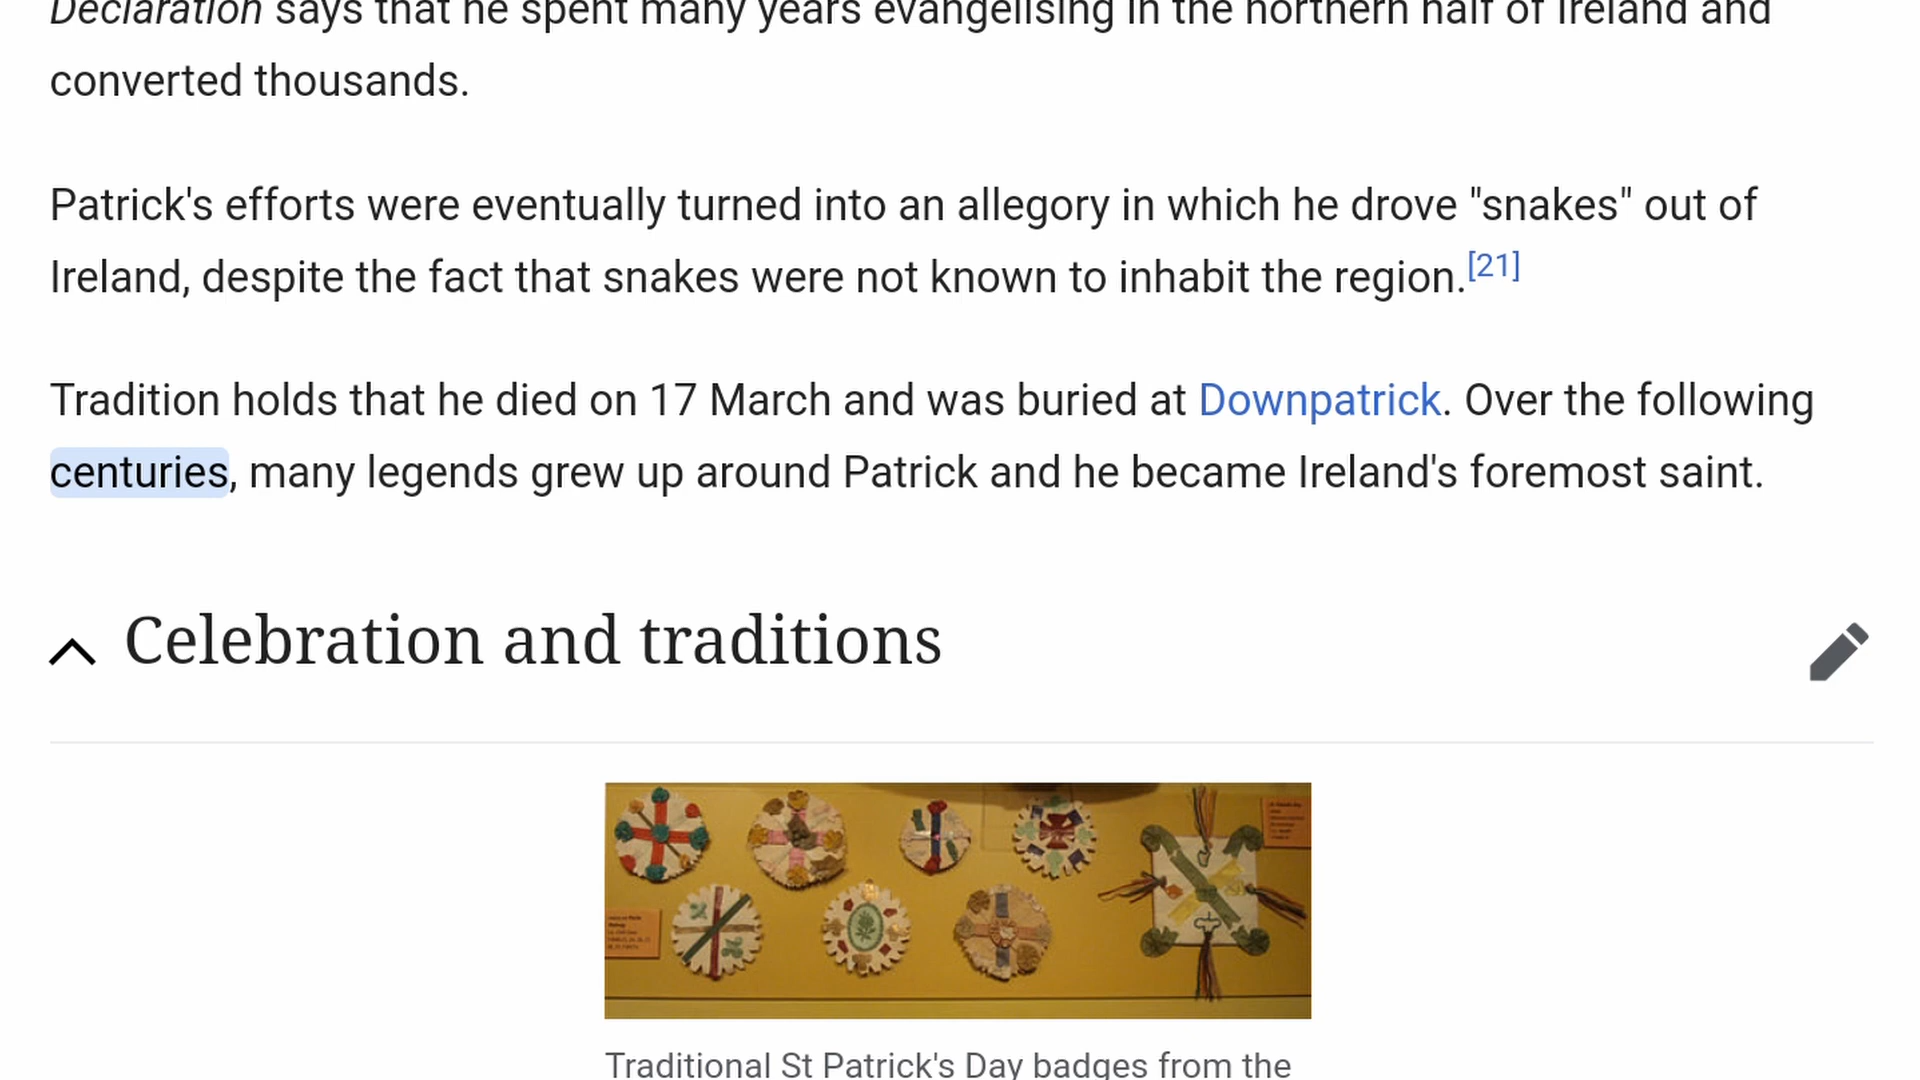 Declaration says that he spent many years evangelising in the northern half of Ireland and
converted thousands.
Patrick's efforts were eventually turned into an allegory in which he drove "snakes" out of
Ireland, despite the fact that snakes were not known to inhabit the region.[21]
Tradition holds that he died on 17 March and was buried at Downpatrick. Over the following
centuries, many legends grew up around Patrick and he became Ireland's foremost saint.
Celebration and traditions
Traditional St Patrick's Day badges from the